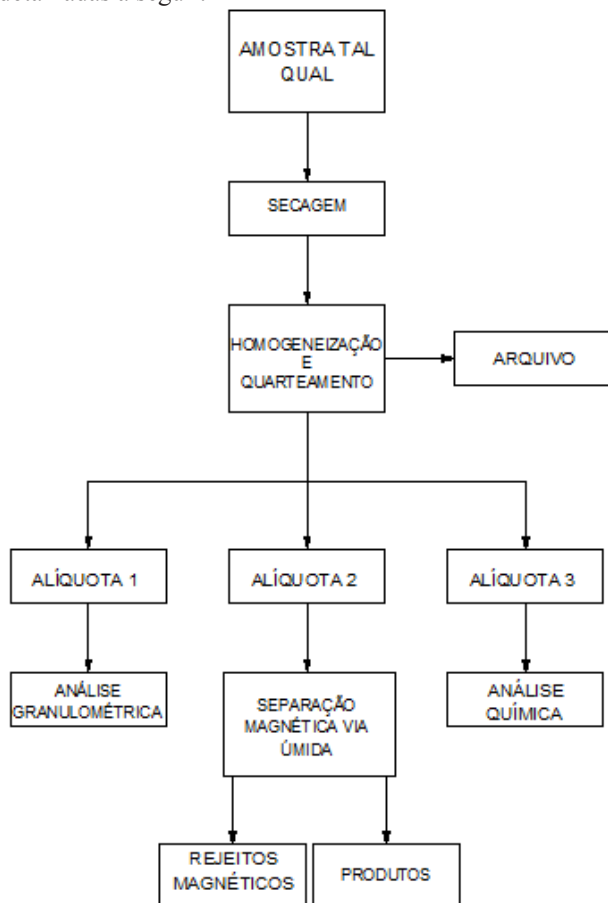 AMOSTRA TAL
QUAL
SECAGEM
HOMOGENEIZAÇÃO
E
QUARTEAMENTO
ARQUIVO
ALÍQUOTA 1
ALÍQUOTA 2
ALÍQUOTA 3
ANÁLISE
GRANULOMÉTRICA
SEPARAÇÃO
MAGNÉTICA VIA
ÚMIDA
ANÁLISE
QUÍMICA
REJEITOS
MAGNÉTICOS
PRODUTOS